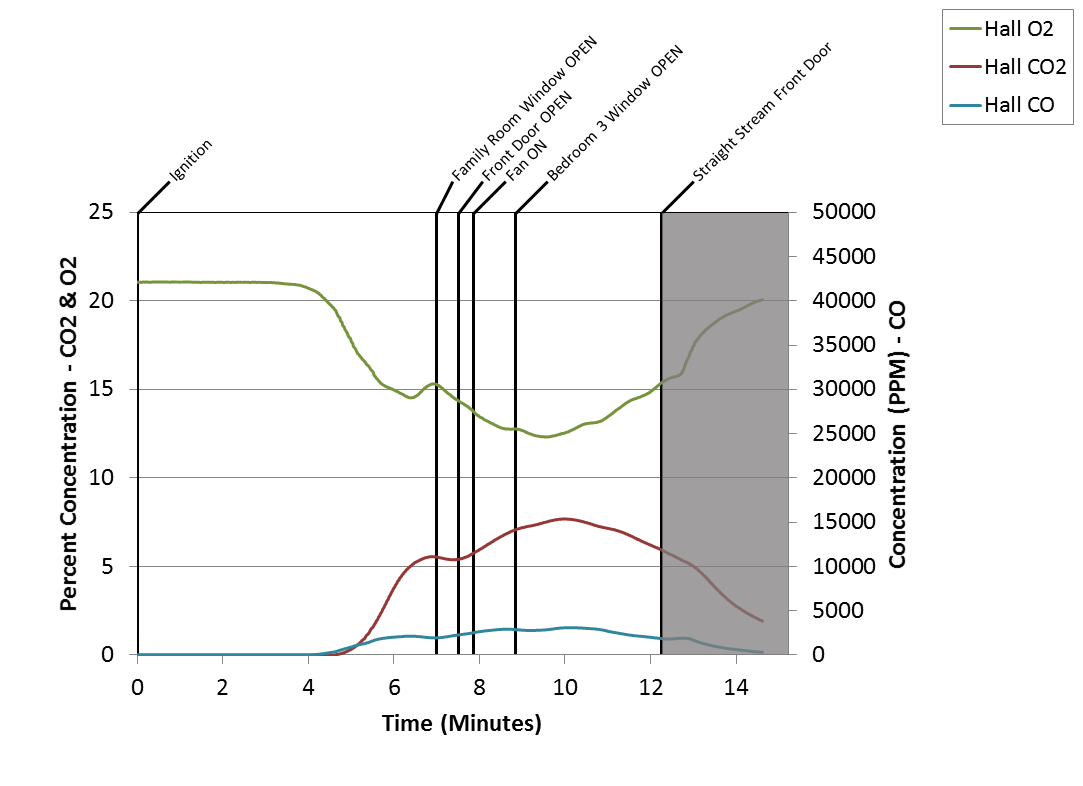 Hall O2
Hall CO2
Hall CO
Ignition
Family Room Window OPEN
Front Door OPEN
Fan ON
Bedroom 3 Window OPEN
Straight Stream Front Door
Percent Concentration - CO2 & O2
25
20
15
10
5
0
50000
45000
40000
35000
30000
25000
20000
15000
10000
5000
0
Concentration (PPM) - CO
0 2 4 6 8 10 12 14
Time (Minutes)